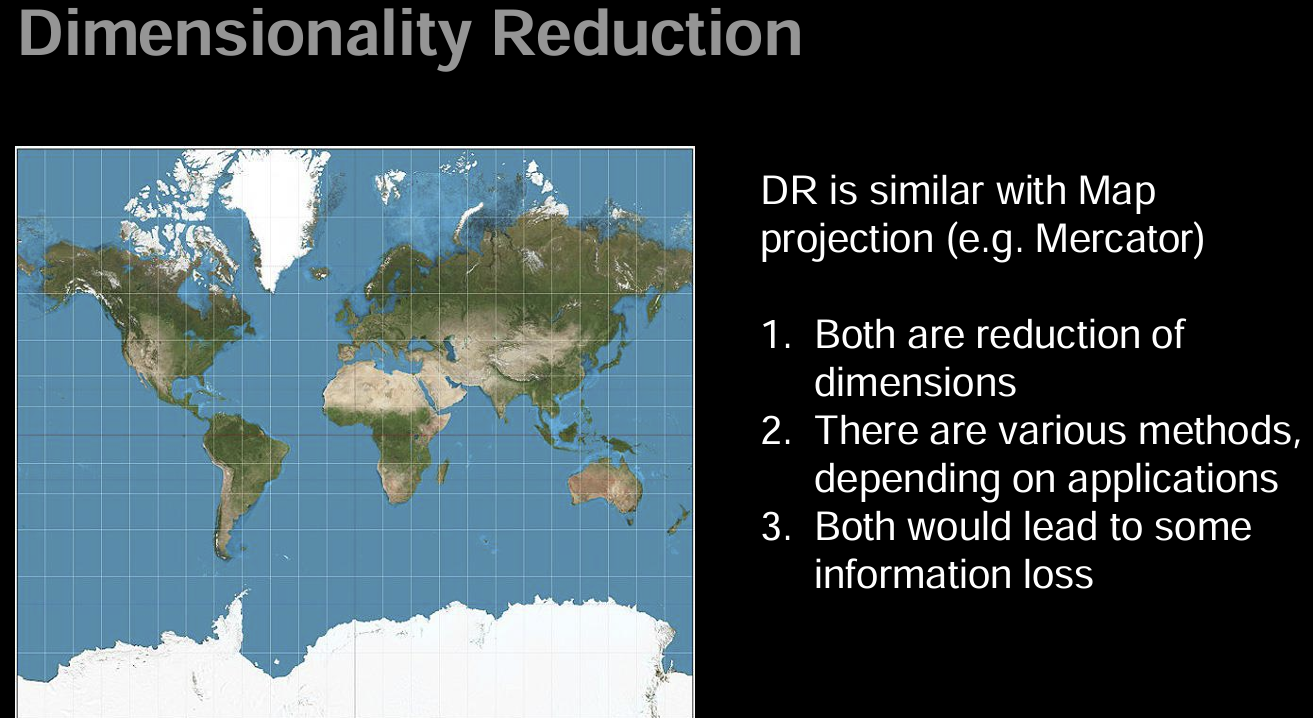 Dimensionality Reduction
DR is similar with Map
projection (e.g. Mercator)
1. Both are reduction of
dimensions
2. There are various methods,
depending on applications
3. Both would lead to some
information loss